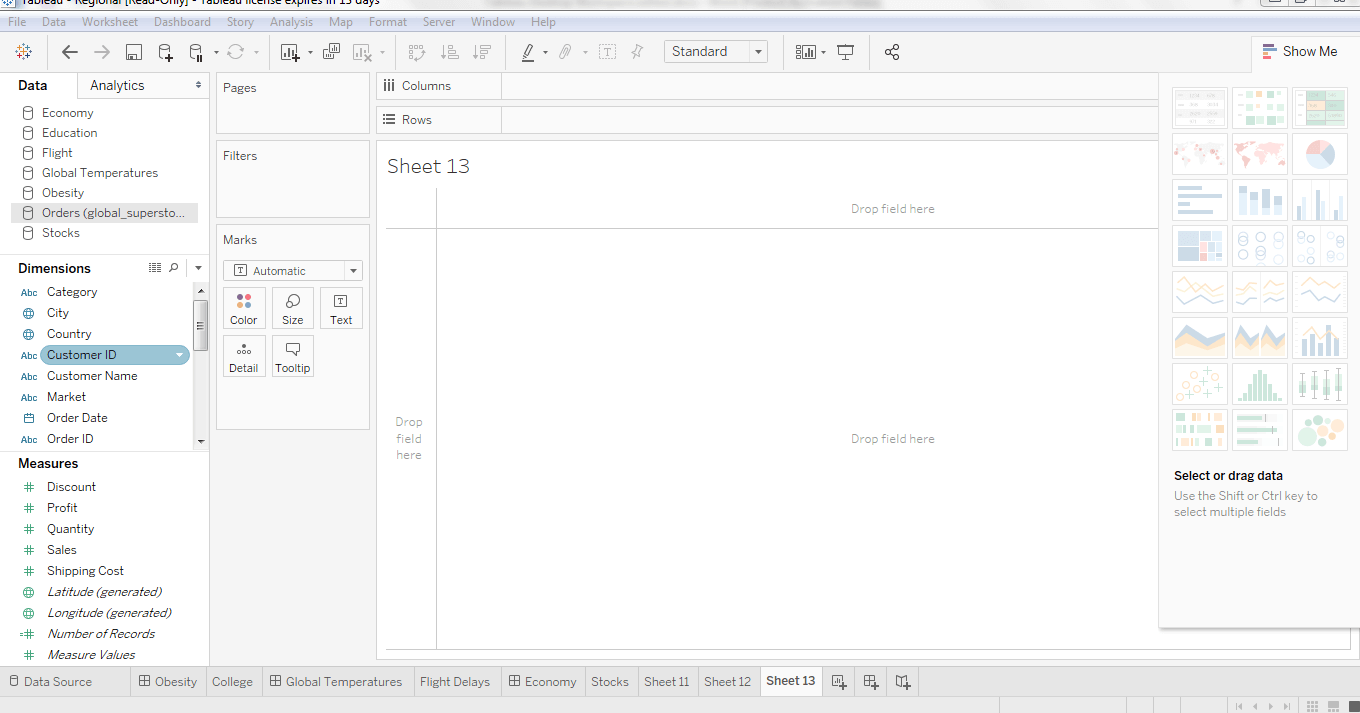 Tableau - Regional [Read-Only] - Tableau license expires in 13 days
File Data Worksheet Dashboard Story Analysis Map Format Server Window Help
Standard
Show Me
Data Analytics
Economy
Education
Flight
Global Temperatures
Obesity
Orders (global_supersto...
Stocks
Dimensions
Abc Category
City
Country
Abc Customer ID
Abc Customer Name
Abc Market
Order Date
Abc Order ID
Measures
Discount
Profit
Quantity
Sales
Shipping Cost
Latitude (generated)
Longitude (generated)
Number of Records
Measure Values
Pages
Filters
Marks
Automatic
Color Size Text
Detail Tooltip
Columns
Rows
Sheet 13
Drop field here
Drop
field
here
Drop field here
Select or drag data
Use the Shift or Ctrl key to
select multiple fields
Data Source Obesity College Global Temperatures Flight Delays Economy Stocks Sheet 11 Sheet 12 Sheet 13